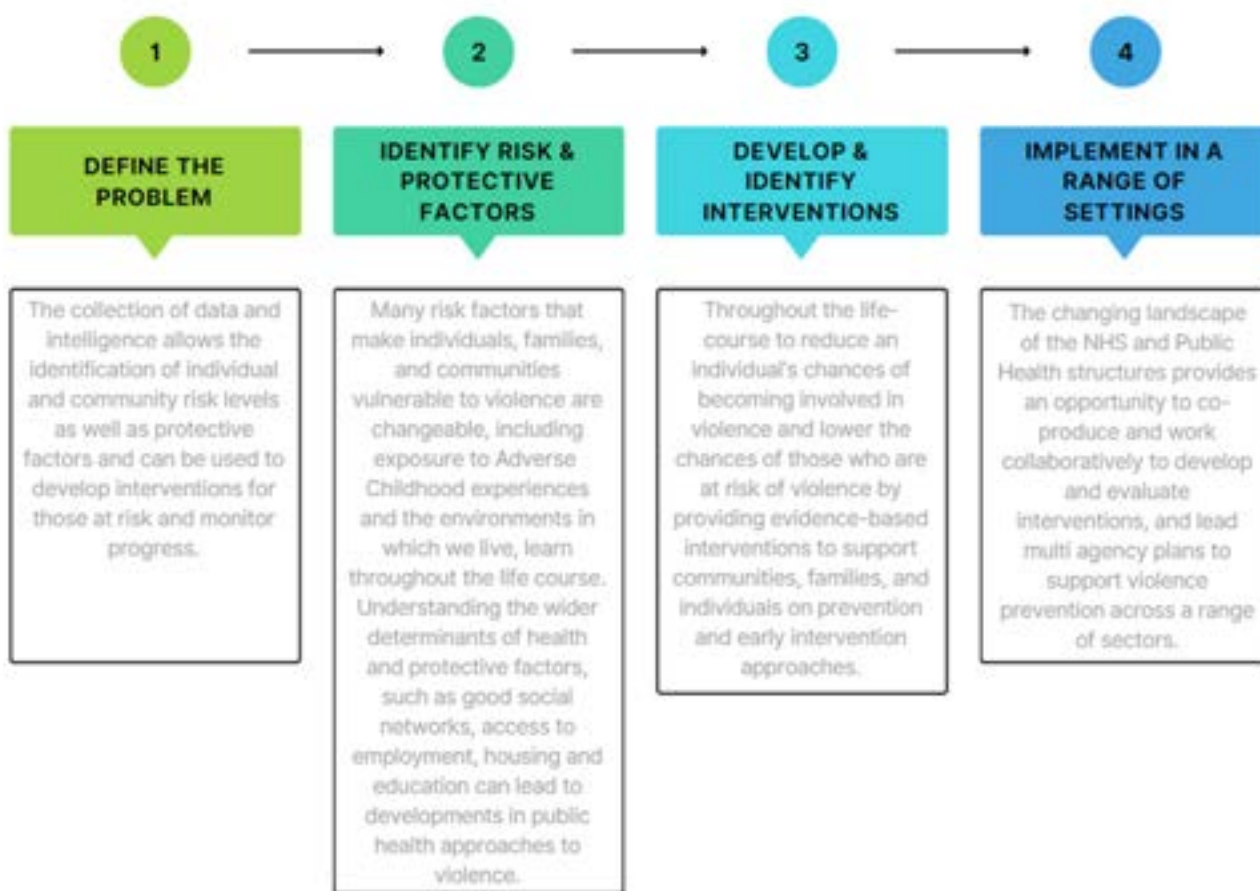 1
2
3
4
DEFINE THE
PROBLEM
IDENTIFY RISK &
PROTECTIVE
FACTORS
DEVELOP &
IDENTIFY
INTERVENTIONS
IMPLEMENT IN A
RANGE OF
SETTINGS
The collection of data and
intelligence allows the
identification of individual
and community risk levels
as well as protective
factors and can be used to
develop interventions for
those at risk and monitor
progress.
Many risk factors that
make individuals, families,
and communities
vulnerable to violence are
changeable, including
exposure to Adverse
Childhood experiences
and the environments in
which we live, learn
throughout the life course.
Understanding the wider
determinants of health
and protective factors,
such as good social
networks, access to
employment, housing and
education can lead to
developments in public
health approaches to
violence.
Throughout the life-
course to reduce an
individual's chances of
becoming involved in
violence and lower the
chances of those who are
at risk of violence by
providing evidence-based
interventions to support
communities, families, and
individuals on prevention
and early intervention
approaches.
The changing landscape
of the NHS and Public
Health structures provides
an opportunity to co-
produce and work
collaboratively to develop
and evaluate
interventions, and lead
multi agency plans to
support violence
prevention across a range
of sectors.